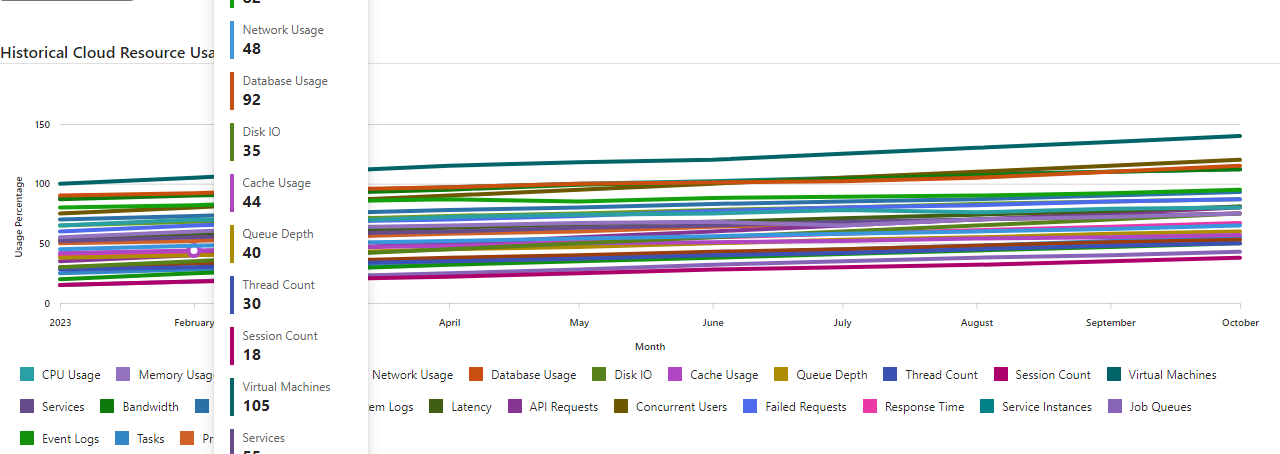 Network Usage
48
Historical Cloud Resource Usa
Database Usage
92
Disk IO
35
Cache Usage
44
Queue Depth
40
Thread Count
30
Session Count
18
Virtual Machines
105
Services
Usage Percentage
150
100
50
0
2023 February April May June July August September October
Month
CPU Usage Memory Usag Network Usage Database Usage Disk IO Cache Usage Queue Depth Thread Count Session Count Virtual Machines
Services Bandwidth em Logs Latency API Requests Concurrent Users Failed Requests Response Time Service Instances Job Queues
Event Logs Tasks Pr